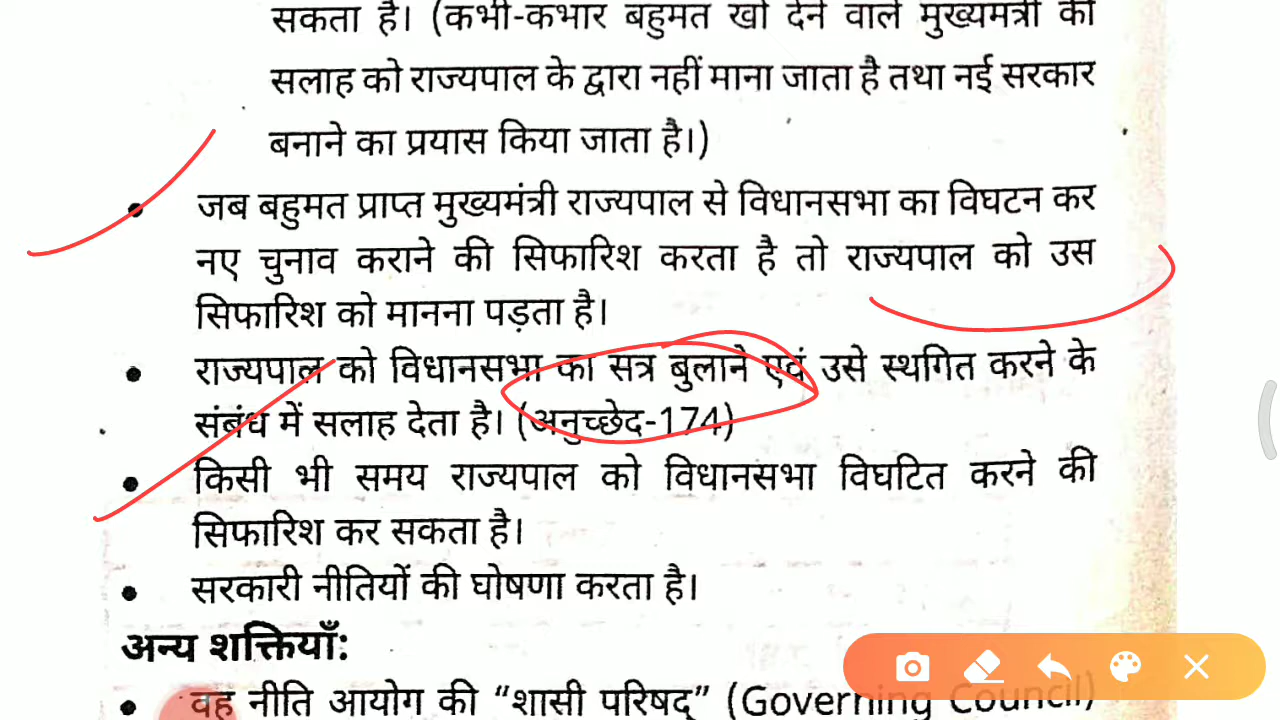 सकता है। (कभी-कभार बहुमत खो देने वाले मुख्यमंत्री की
सलाह को राज्यपाल के द्वारा नहीं माना जाता है तथा नई सरकार
बनाने का प्रयास किया जाता है।)
• जब बहुमत प्राप्त मुख्यमंत्री राज्यपाल से विधानसभा का विघटन कर
नए चुनाव कराने की सिफारिश करता है तो राज्यपाल को उस
सिफारिश को मानना पड़ता है।
• राज्यपाल को विधानसभा का सत्र बुलाने एवं उसे स्थगित करने के
संबंध में सलाह देता है। (अनुच्छेद-174)
• किसी भी समय राज्यपाल को विधानसभा विघटित करने की
सिफारिश कर सकता है।
• सरकारी नीतियों की घोषणा करता है।
अन्य शक्तियाँ:
• वह नीति आयोग की “शासी परिषद्” (Governing Council)